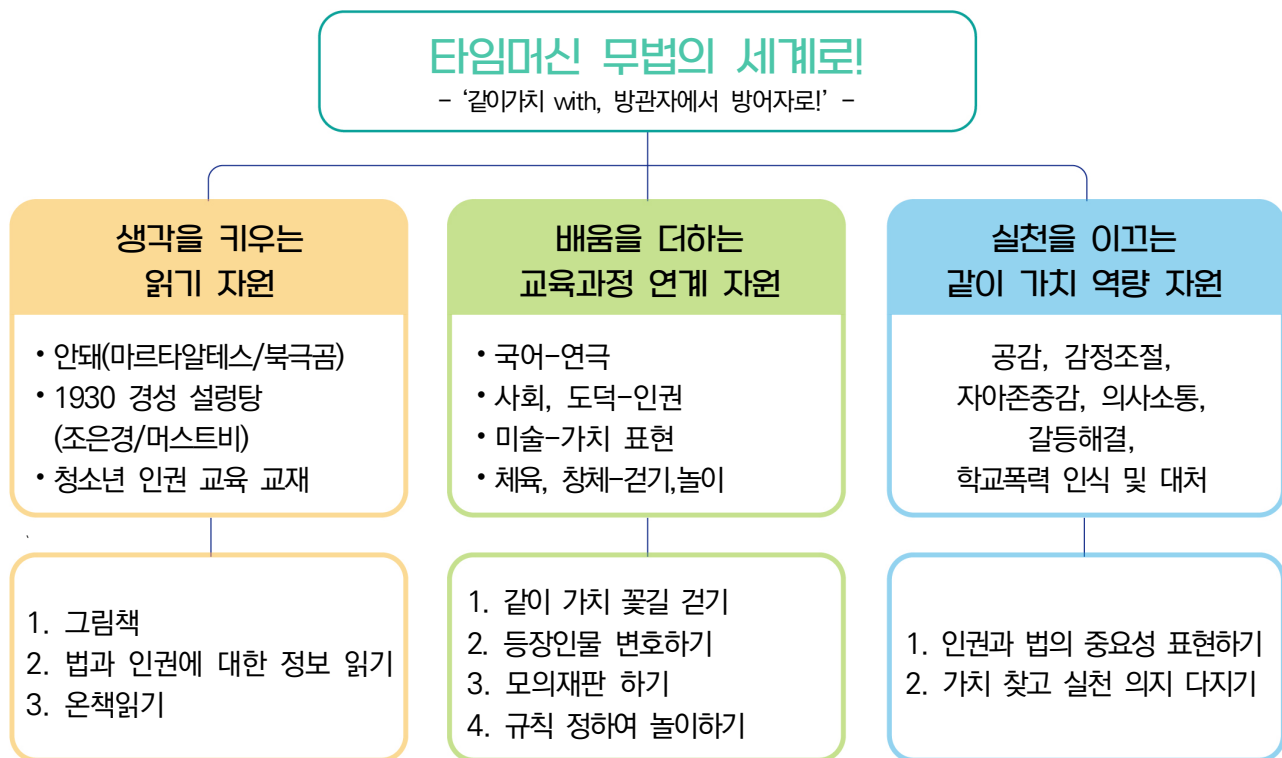 타임머신 무법의 세계로!
- ‘같이가치 with, 방관자에서 방어자로!’ -
생각을 키우는
읽기 자원
• 안돼(마르타알테스/북극곰)
• 1930 경성 설렁탕
(조은경/머스트비)
• 청소년 인권 교육 교재
1. 그림책
2. 법과 인권에 대한 정보 읽기
3. 온책읽기
배움을 더하는
교육과정 연계 자원
• 국어-연극
• 사회, 도덕-인권
• 미술-가치 표현
• 체육, 창체-걷기,놀이
1. 같이 가치 꽃길 걷기
2. 등장인물 변호하기
3. 모의재판 하기
4. 규칙 정하여 놀이하기
실천을 이끄는
같이 가치 역량 자원
공감, 감정조절,
자아존중감, 의사소통,
갈등해결,
학교폭력 인식 및 대처
1. 인권과 법의 중요성 표현하기
2. 가치 찾고 실천 의지 다지기